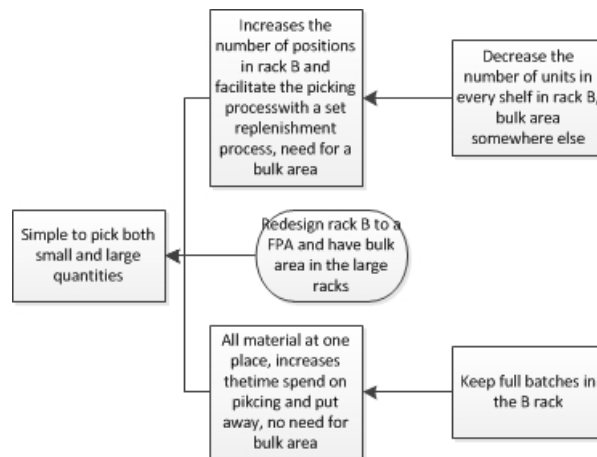 Increases the
number of positions
in rack B and
facilitate the picking
processwith a set
replenishment
process, need for a
bulk area
Decrease the
number of units in
every shelf in rack B,
bulk area
somewhere else
Simple to pick both
small and large
quantities
Redesign rack B to a
FPA and have bulk
area in the large
racks
All material at one
place, increases
thetime spend on
pikcing and put
away, no need for
bulk area
Keep full batches in
the B rack